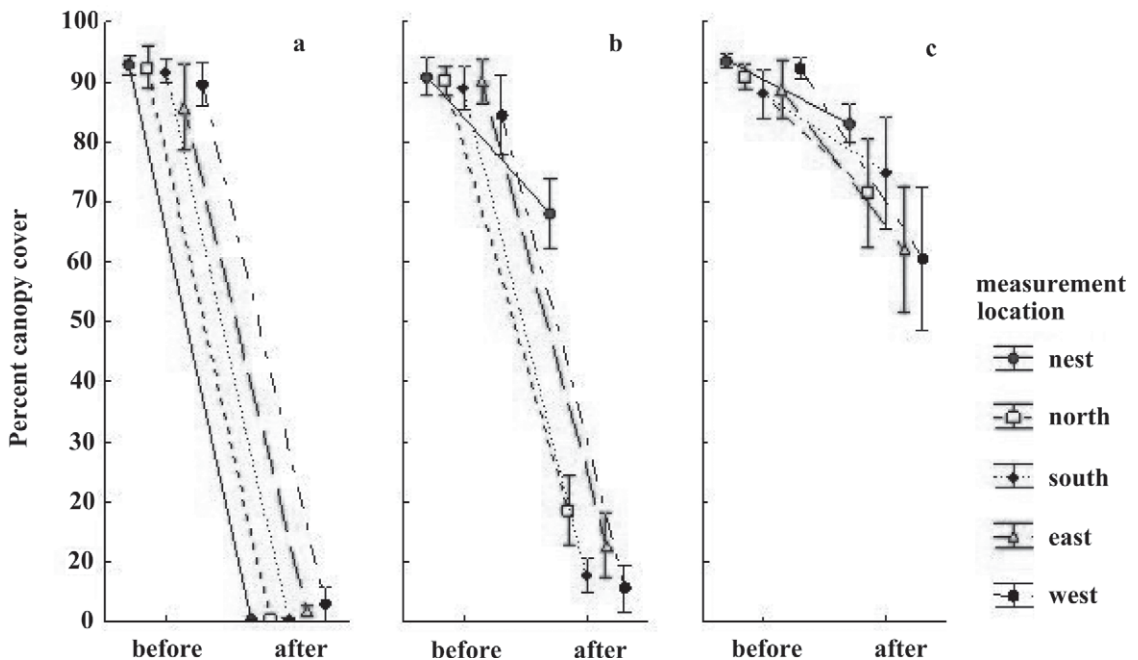 Percent canopy cover
100
90
80
70
60
50
40
30
20
20
0
a
b
c
before after
before after
before after
measurement
location
nest
north
south
east
west